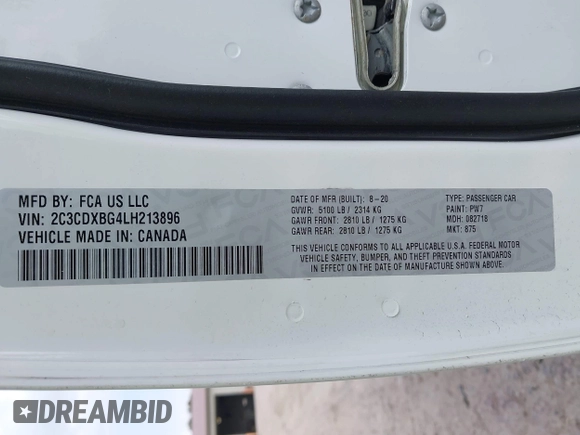 MFD BY: FCA US LLC
VIN: 2C3CDXBG4LH213896
VEHICLE MADE IN: CANADA
DATE OF MFR (BUILT): 8-20
GVWR: 5100 LB / 2314 KG
GAWR FRONT: 2810 LB / 1275 KG
GAWR REAR: 2810 LB / 1275 KG
TYPE: PASSENGER CAR
PAINT: PW7
MDH: 082718
MKT: 875
THIS VEHICLE CONFORMS TO ALL APPLICABLE U.S.A. FEDERAL MOTOR
VEHICLE SAFETY, BUMPER, AND THEFT PREVENTION STANDARDS
IN EFFECT ON THE DATE OF MANUFACTURE SHOWN ABOVE.
DREAMBID